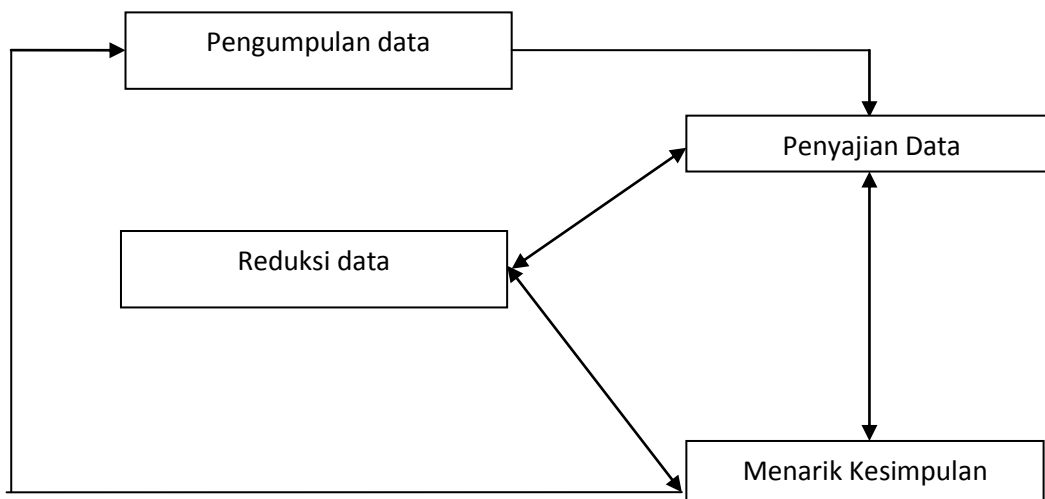 Pengumpulan data
Penyajian Data
Reduksi data
Menarik Kesimpulan